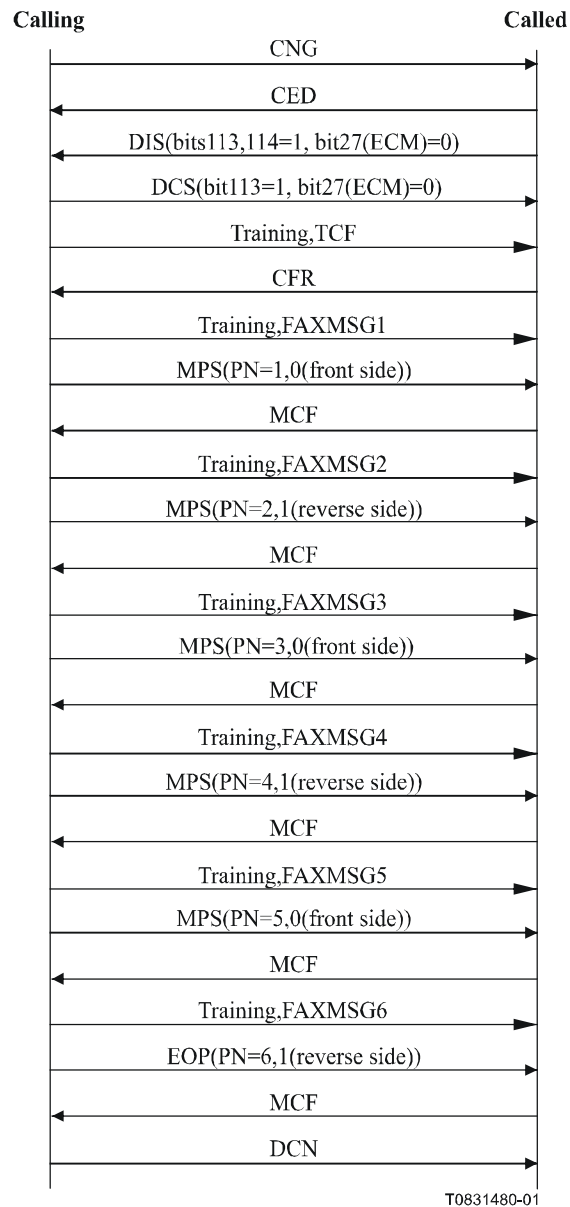 Calling Called
CNG
CED
DIS(bits113,114=1, bit27(ECM)=0)
DCS(bit113=1, bit27(ECM)=0)
Training,TCF
CFR
Training,FAXMSG1
MPS(PN=1,0(front side))
MCF
Training,FAXMSG2
MPS(PN=2,1(reverse side))
MCF
Training,FAXMSG3
MPS(PN=3,0(front side))
MCF
Training,FAXMSG4
MPS(PN=4,1(reverse side))
MCF
Training,FAXMSG5
MPS(PN=5,0(front side))
MCF
Training,FAXMSG6
EOP(PN=6,1(reverse side))
MCF
DCN
T0831480-01